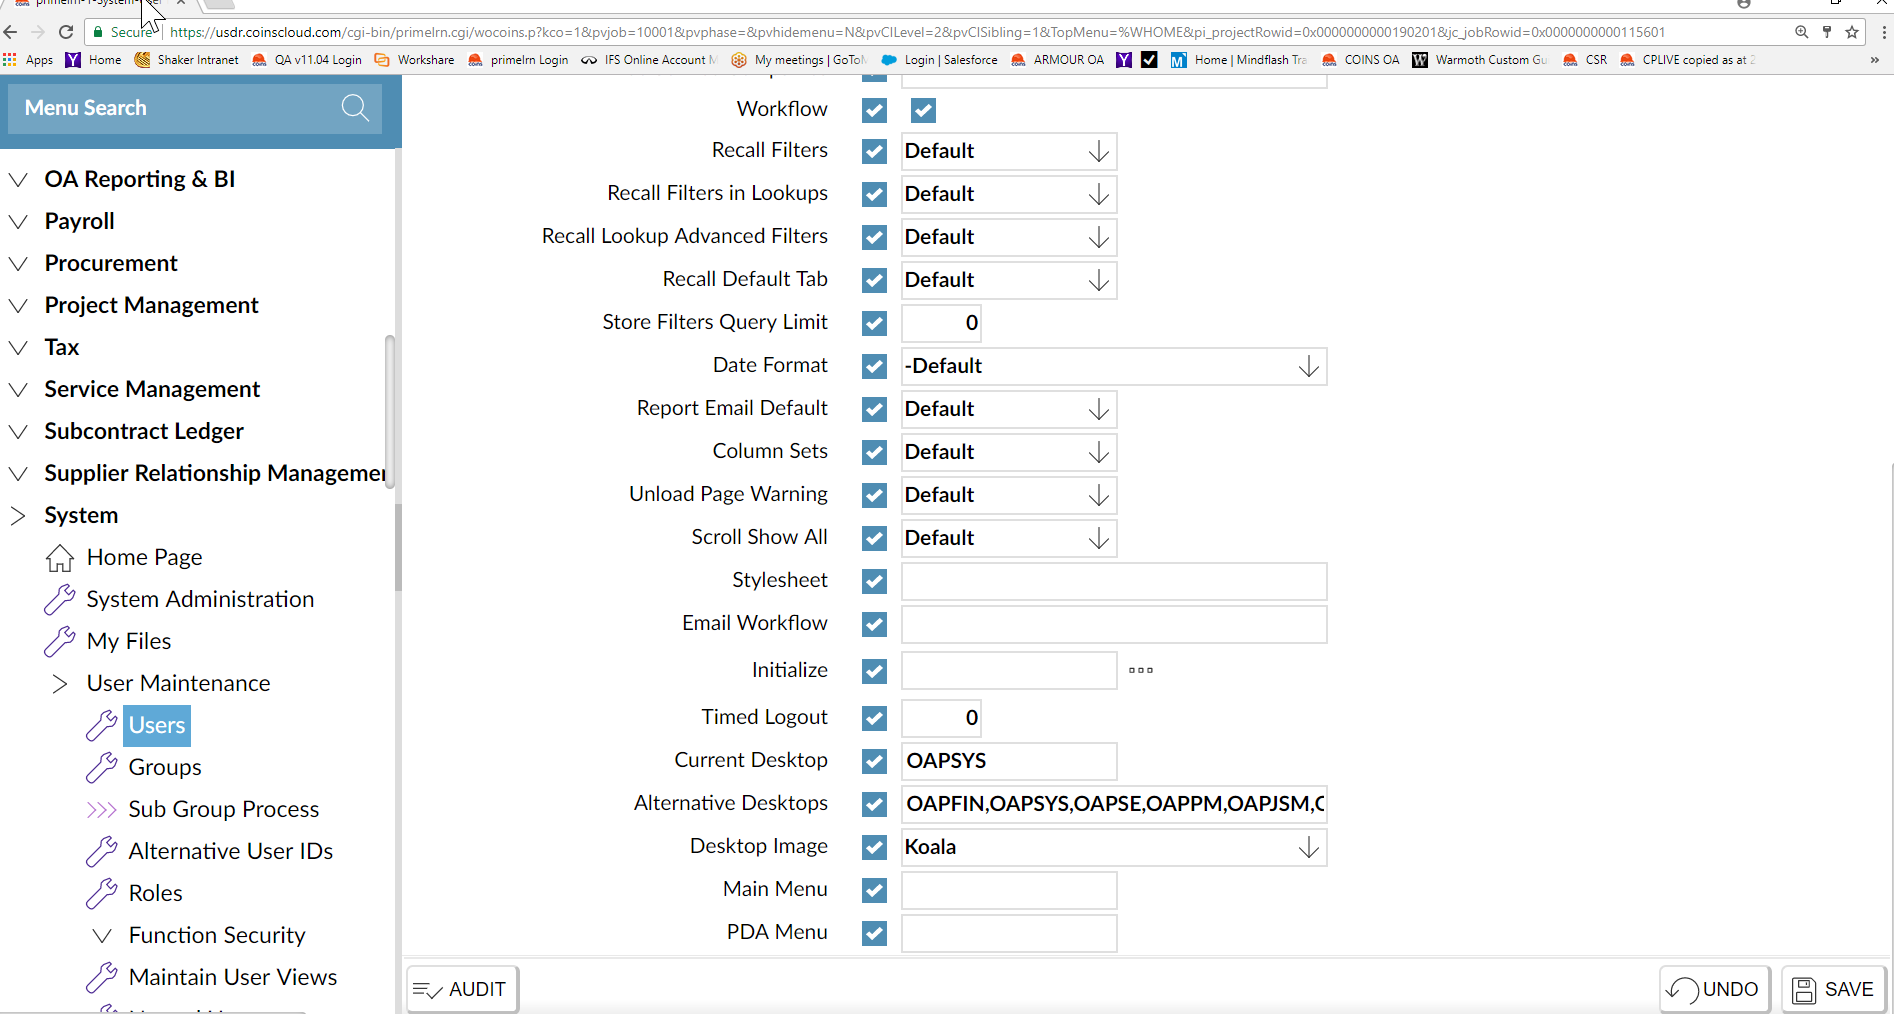 Secure https://usdr.coinscloud.com/cgi-bin/primelrn.cgi/wocoins.p?kco=1&pvjob=10001&pvphase=&pvhidemenu=N&pvCILevel=2&pvCISibling=1&TopMenu=%WHOME&pi_projectRowid=0x0000000000190201&jc_jobRowid=0x0000000000115601
Apps Home Shaker Intranet QA v11.04 Login Workshare primelrn Login IFS Online Account My meetings | GoTo Login | Salesforce ARMOUR OA Home | Mindflash Tra COINS OA Warmoth Custom Gu CSR CPLIVE copied as at 2 »
Menu Search
OA Reporting & BI
Payroll
Procurement
Project Management
Tax
Service Management
Subcontract Ledger
Supplier Relationship Managemen
System
Home Page
System Administration
My Files
User Maintenance
Users
Groups
Sub Group Process
Alternative User IDs
Roles
Function Security
Maintain User Views
Workflow
Recall Filters Default
Recall Filters in Lookups Default
Recall Lookup Advanced Filters Default
Recall Default Tab Default
Store Filters Query Limit 0
Date Format -Default
Report Email Default Default
Column Sets Default
Unload Page Warning Default
Scroll Show All Default
Stylesheet
Email Workflow
Initialize
Timed Logout 0
Current Desktop OAPSYS
Alternative Desktops OAPFIN,OAPSYS,OAPSE,OAPPM,OAPJSM,
Desktop Image Koala
Main Menu
PDA Menu
AUDIT UNDO SAVE